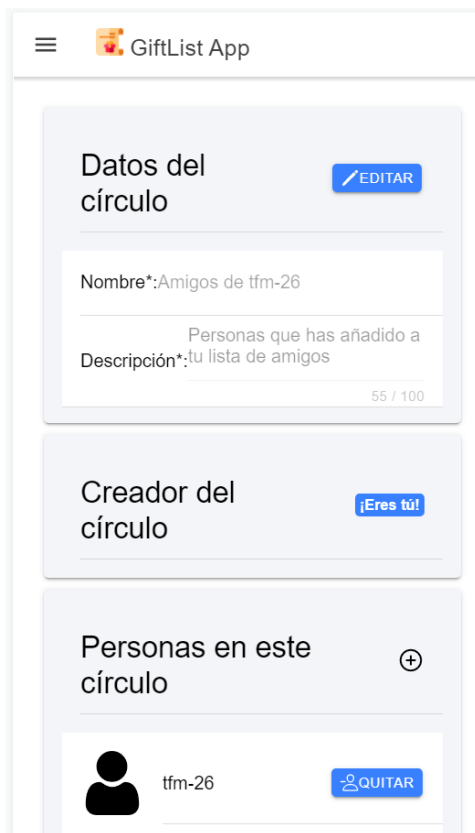 GiftList App
Datos del
círculo
EDITAR
Nombre*:Amigos de tfm-26
Personas que has añadido a
Descripción*:tu lista de amigos
55 / 100
Creador del
círculo
¡Eres tú!
Personas en este
círculo
tfm-26
QUITAR